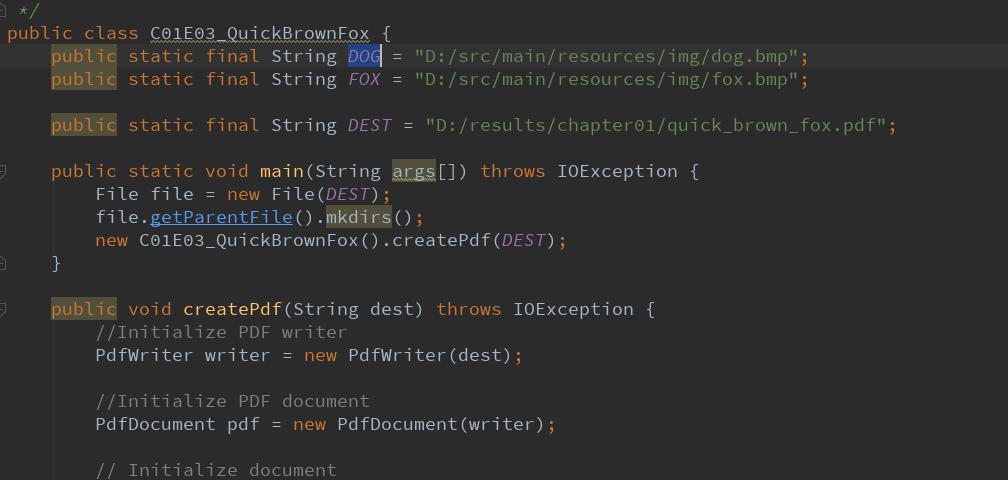 */
public class C01E03_QuickBrownFox {
public static final String DOG = "D:/src/main/resources/img/dog.bmp";
public static final String FOX = "D:/src/main/resources/img/fox.bmp";
public static final String DEST = "D:/results/chapter01/quick_brown_fox.pdf";
public static void main(String args[]) throws IOException {
File file = new File(DEST);
file.getParentFile().mkdirs();
new C01E03_QuickBrownFox().createPdf(DEST);
}
public void createPdf(String dest) throws IOException {
//Initialize PDF writer
PdfWriter writer = new PdfWriter(dest);
//Initialize PDF document
PdfDocument pdf = new PdfDocument(writer);
// Initialize document